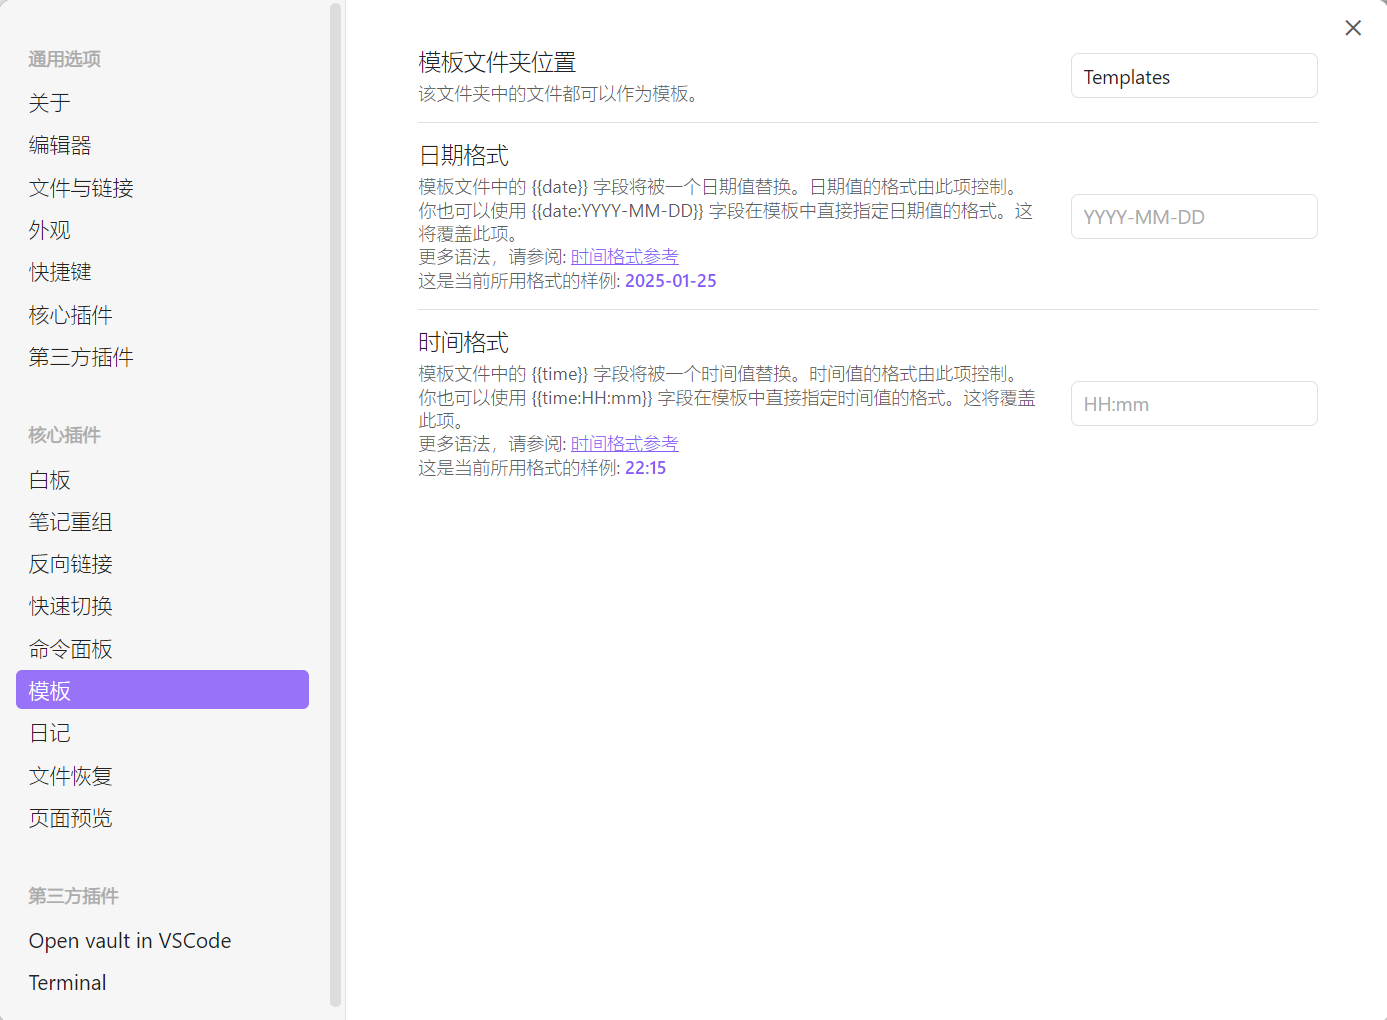 通用选项
关于
编辑器
文件与链接
外观
快捷键
核心插件
第三方插件
核心插件
白板
笔记重组
反向链接
快速切换
命令面板
模板
日记
文件恢复
页面预览
第三方插件
Open vault in VSCode
Terminal
模板文件夹位置
该文件夹中的文件都可以作为模板。
Templates
日期格式
模板文件中的 {{date}} 字段将被一个日期值替换。日期值的格式由此项控制。
你也可以使用 {{date:YYYY-MM-DD}} 字段在模板中直接指定日期值的格式。这
将覆盖此项。
更多语法，请参阅: 时间格式参考
这是当前所用格式的样例: 2025-01-25
YYYY-MM-DD
时间格式
模板文件中的 {{time}} 字段将被一个时间值替换。时间值的格式由此项控制。
你也可以使用 {{time:HH:mm}} 字段在模板中直接指定时间值的格式。这将覆盖
此项。
更多语法，请参阅: 时间格式参考
这是当前所用格式的样例: 22:15
HH:mm